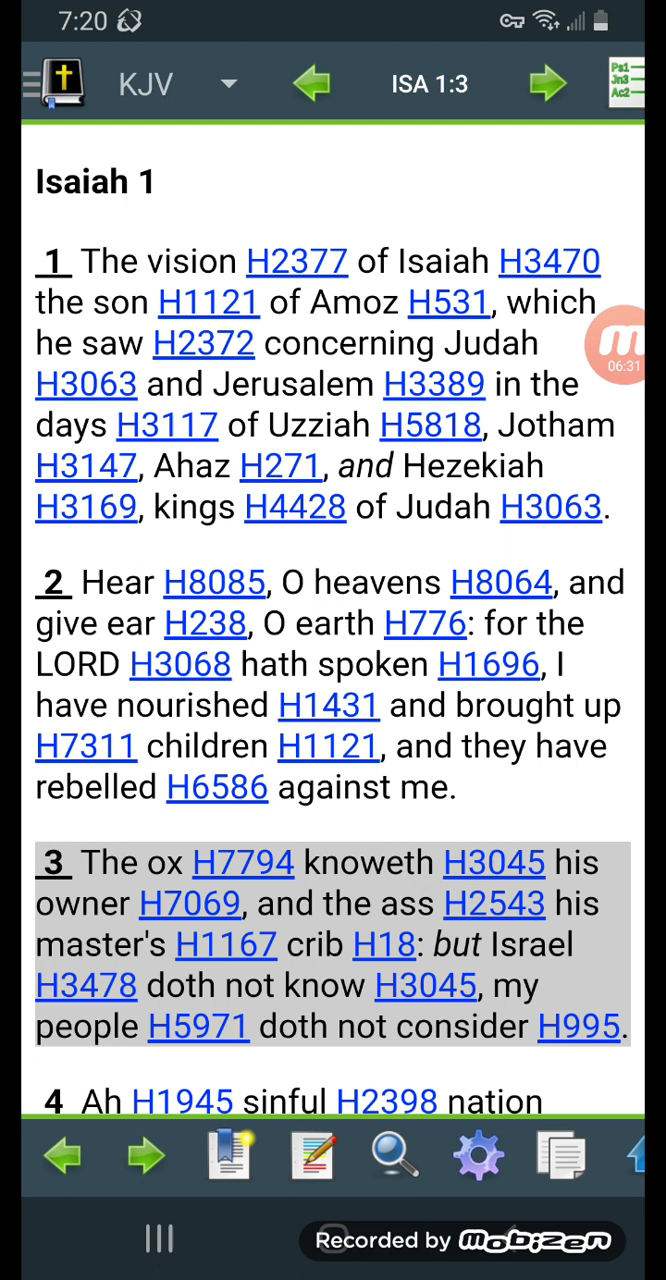 7:20
KJV
ISA 1:3
Ps1
Jn3
Ac2
Isaiah 1
1 The vision H2377 of Isaiah H3470
the son H1121 of Amoz H531, which
he saw H2372 concerning Judah
H3063 and Jerusalem H3389 in the
days H3117 of Uzziah H5818, Jotham
H3147, Ahaz H271, and Hezekiah
H3169, kings H4428 of Judah H3063.
m
06:31
2 Hear H8085, O heavens H8064, and
give ear H238, O earth H776: for the
LORD H3068 hath spoken H1696, I
have nourished H1431 and brought up
H7311 children H1121, and they have
rebelled H6586 against me.
3 The ox H7794 knoweth H3045 his
owner H7069, and the ass H2543 his
master's H1167 crib H18: but Israel
H3478 doth not know H3045, my
people H5971 doth not consider H995.
4 Ah H1945 sinful H2398 nation
Recorded by mobizen